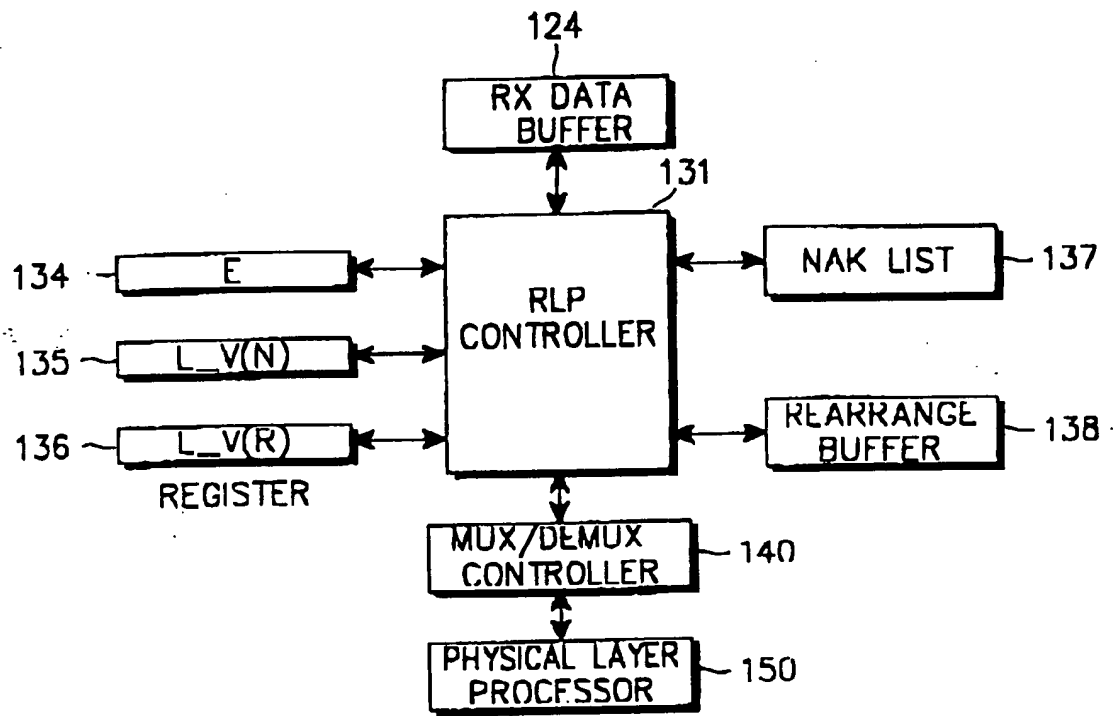 124
RX DATA
BUFFER
131
134
E
NAK LIST
137
RLP
CONTROLLER
135
L_V(N)
136
L_V(R)
REARRANGE
BUFFER
138
REGISTER
MUX/DEMUX
CONTROLLER
140
PHYSICAL LAYER
PROCESSOR
150